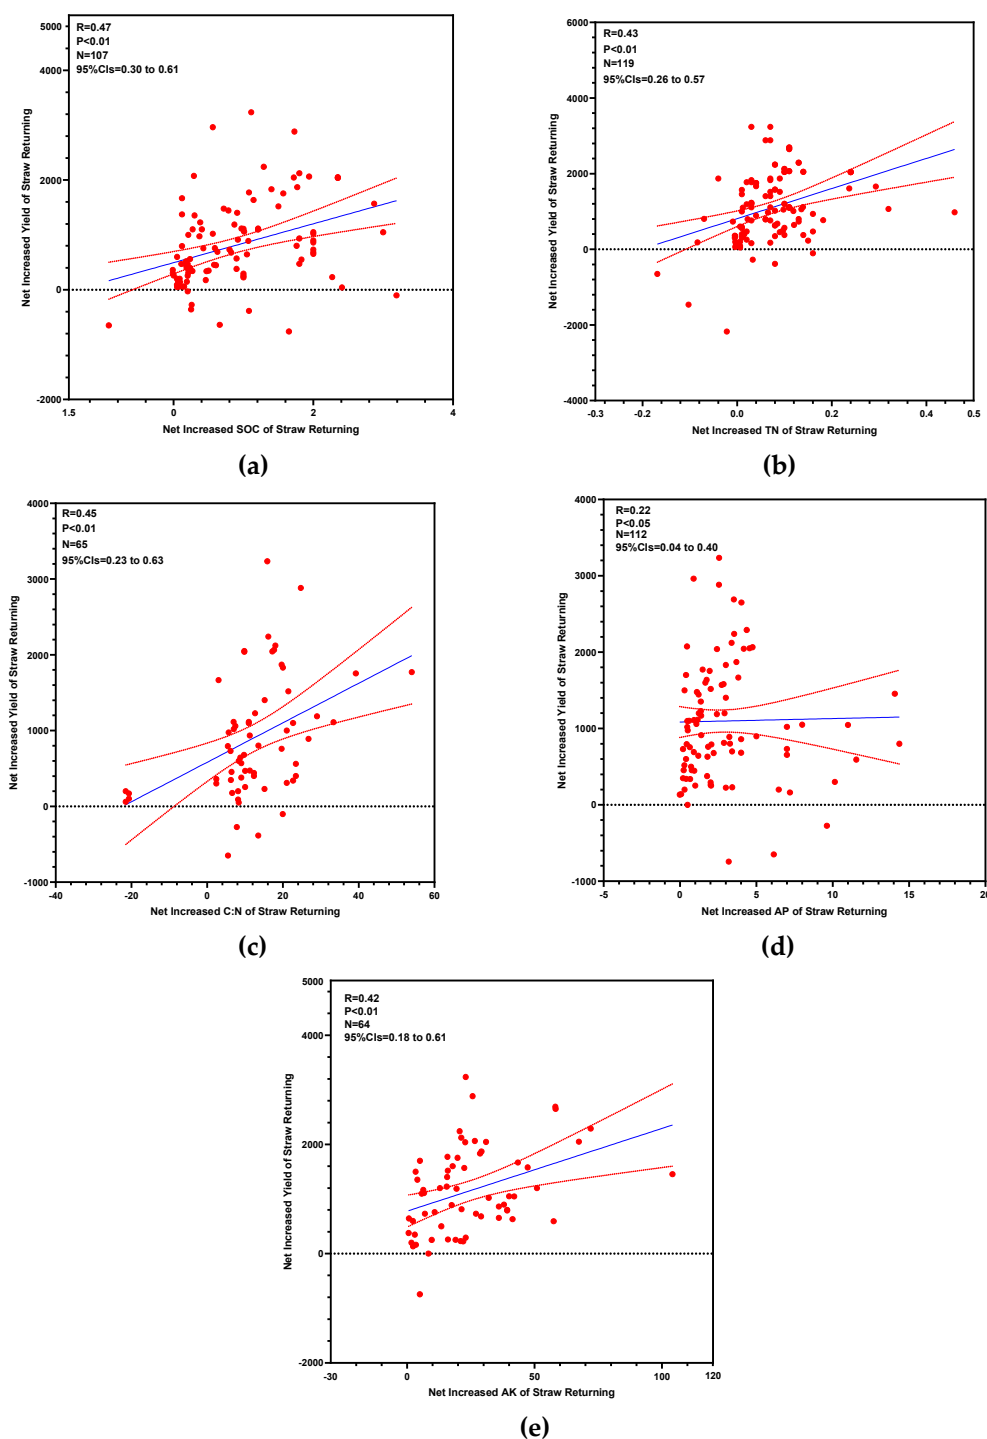 R=0.47
P<0.01
N=107
95%CIs=0.30 to 0.61
5000
4000
2000
0
-2000
1.5
0
2
4
Net Increased Yield of Straw Returning
Net Increased SOC of Straw Returning
(a)
R=0.43
P<0.01
N=119
95%CIs=0.26 to 0.57
6000
4000
2000
0
-2000
-4000
-0.3
-0.2
0.0
0.2
0.4
0.5
Net Increased Yield of Straw Returning
Net Increased TN of Straw Returning
(b)
R=0.45
P<0.01
N=65
95%CIs=0.23 to 0.63
4000
3000
2000
1000
0
-1000
-40
-20
0
20
40
60
Net Increased Yield of Straw Returning
Net Increased C:N of Straw Returning
(c)
R=0.22
P<0.05
N=112
95%CIs=0.04 to 0.40
4000
3000
2000
1000
0
-1000
0
5
10
15
20
Net Increased Yield of Straw Returning
Net Increased AP of Straw Returning
(d)
R=0.42
P<0.01
N=64
95%CIs=0.18 to 0.61
5000
4000
2000
0
-2000
-30
0
50
100
120
Net Increased Yield of Straw Returning
Net Increased AK of Straw Returning
(e)